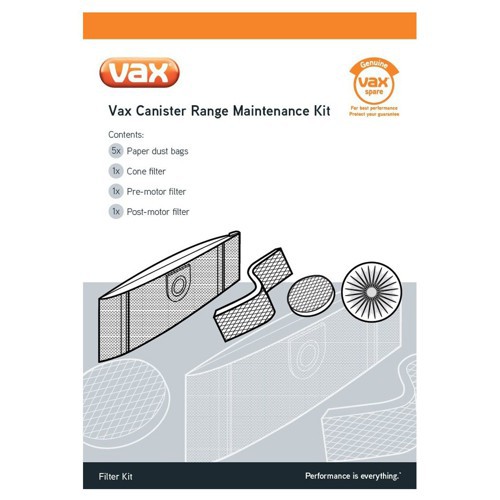 vax
Genuine
vax
spare
For best performance
Protect your guarantee
Vax Canister Range Maintenance Kit
Contents:
5x Paper dust bags
1x Cone filter
1x Pre-motor filter
1x Post-motor filter
Filter Kit
Performance is everything.